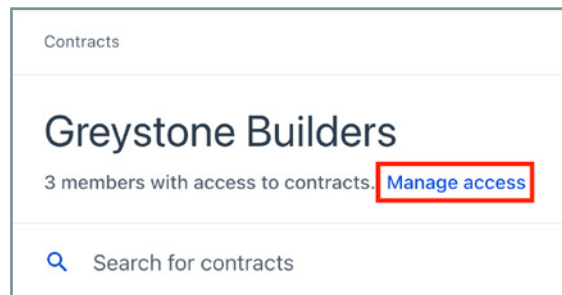 Contracts
Greystone Builders
3 members with access to contracts. Manage access
Search for contracts